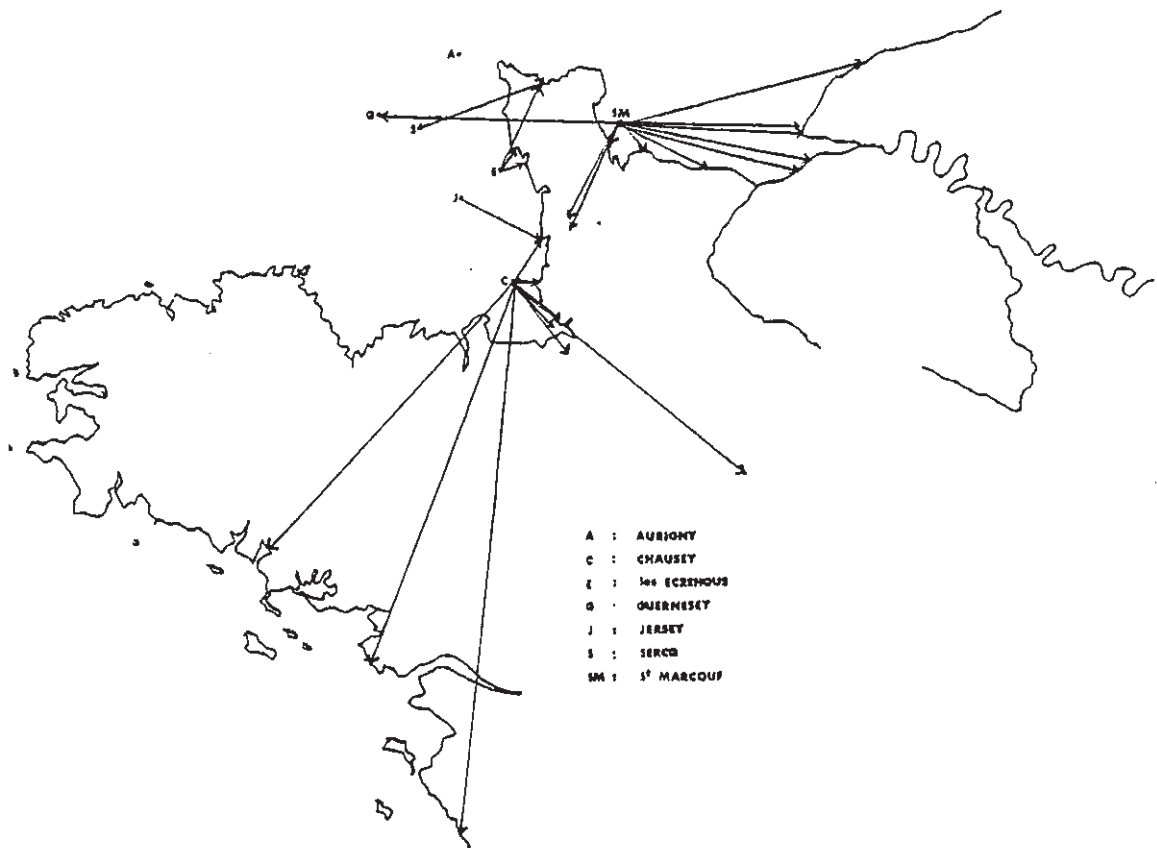 A
G
S
SM
E
J
C
A : AURIGNY
C : CHAUSEY
E : les ECREHOUS
G · GUERNESEY
J : JERSEY
S : SERCQ
SM : St MARCOUF